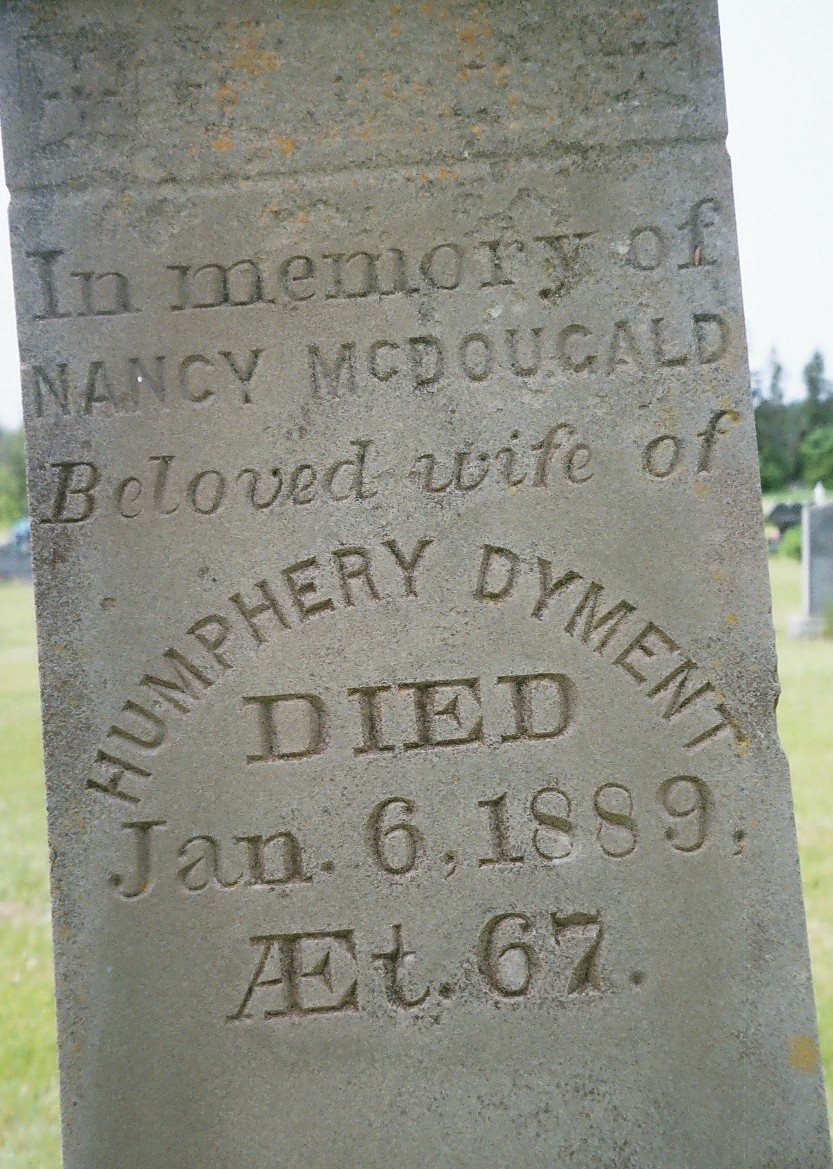 In memory of
NANCY MCDOUGALD
Beloved wife of
HUMPHERY DYMENT
DIED
Jan. 6, 1889,
Æt. 67.